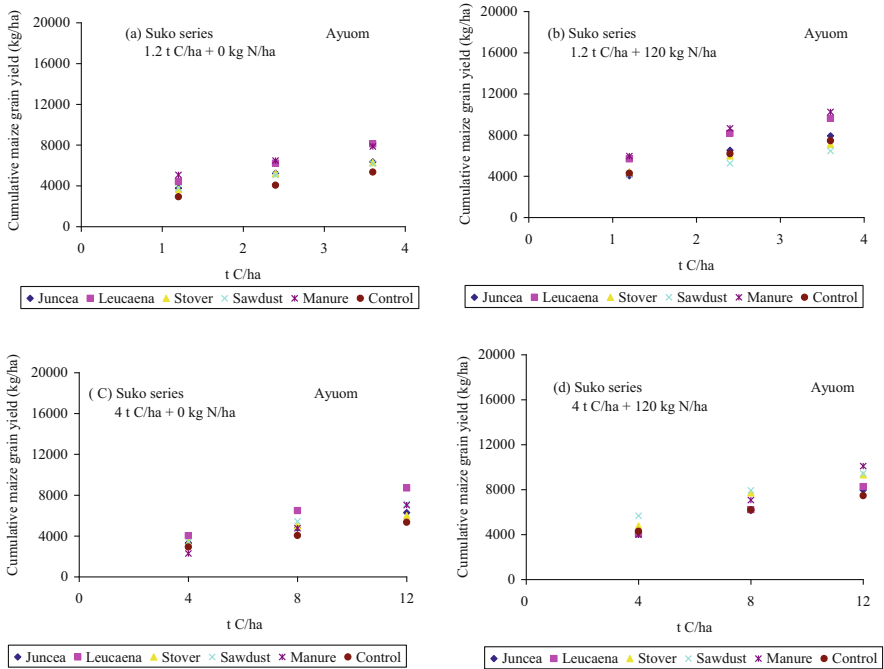 (a) Suko series Ayuom
1.2 t C/ha + 0 kg N/ha
Cumulative maize grain yield (kg/ha)
20000
16000
12000
8000
4000
0
0 1 2 3 4
t C/ha
Juncea Leucaena Stover Sawdust Manure Control
(b) Suko series Ayuom
1.2 t C/ha + 120 kg N/ha
Cumulative maize grain yield (kg/ha)
20000
16000
12000
8000
4000
0
0 1 2 3 4
t C/ha
Juncea Leucaena Stover Sawdust Manure Control
( C) Suko series Ayuom
4 t C/ha + 0 kg N/ha
Cumulative maize grain yield (kg/ha)
20000
16000
12000
8000
4000
0
4 8 12
t C/ha
Juncea Leucaena Stover Sawdust Manure Control
(d) Suko series Ayuom
4 t C/ha + 120 kg N/ha
Cumulative maize grain yield (kg/ha)
20000
16000
12000
8000
4000
0
0 4 8 12
t C/ha
Juncea Leucaena Stover Sawdust Manure Control